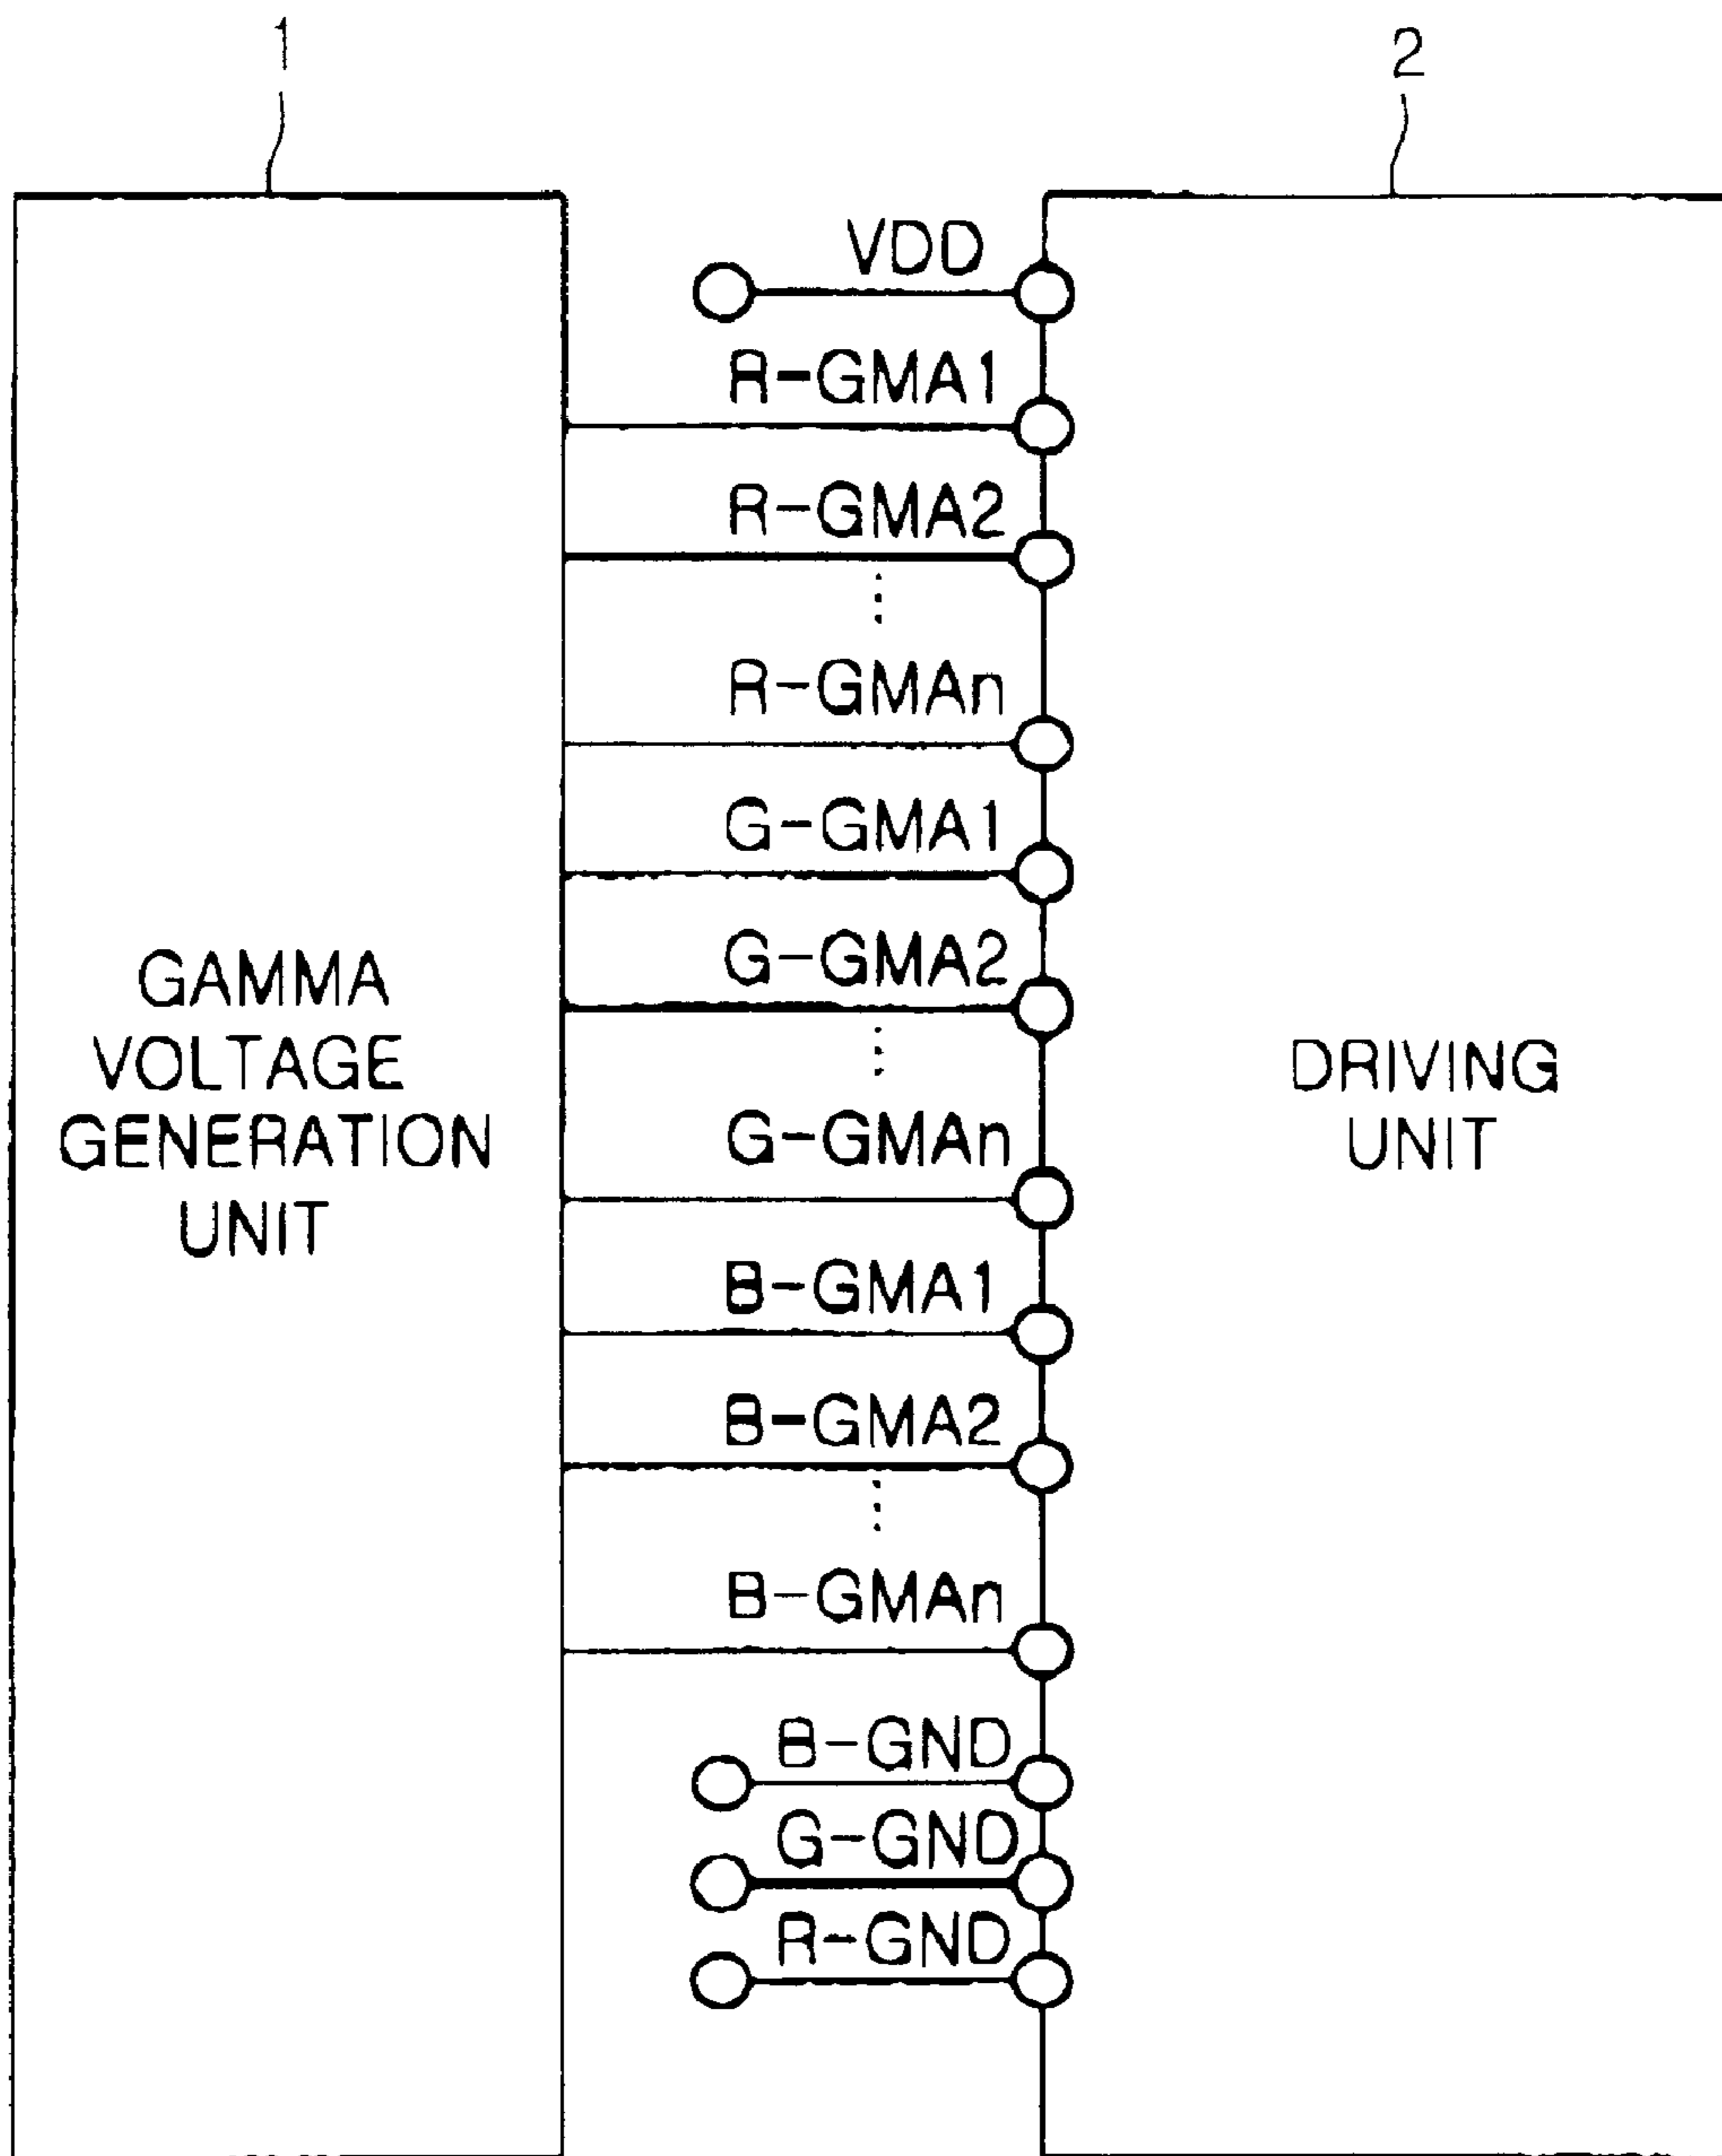 1
2
VDD
R-GMA1
R-GMA2
R-GMAn
G-GMA1
G-GMA2
G-GMAn
B-GMA1
B-GMA2
B-GMAn
B-GND
G-GND
R-GND
GAMMA
VOLTAGE
GENERATION
UNIT
DRIVING
UNIT